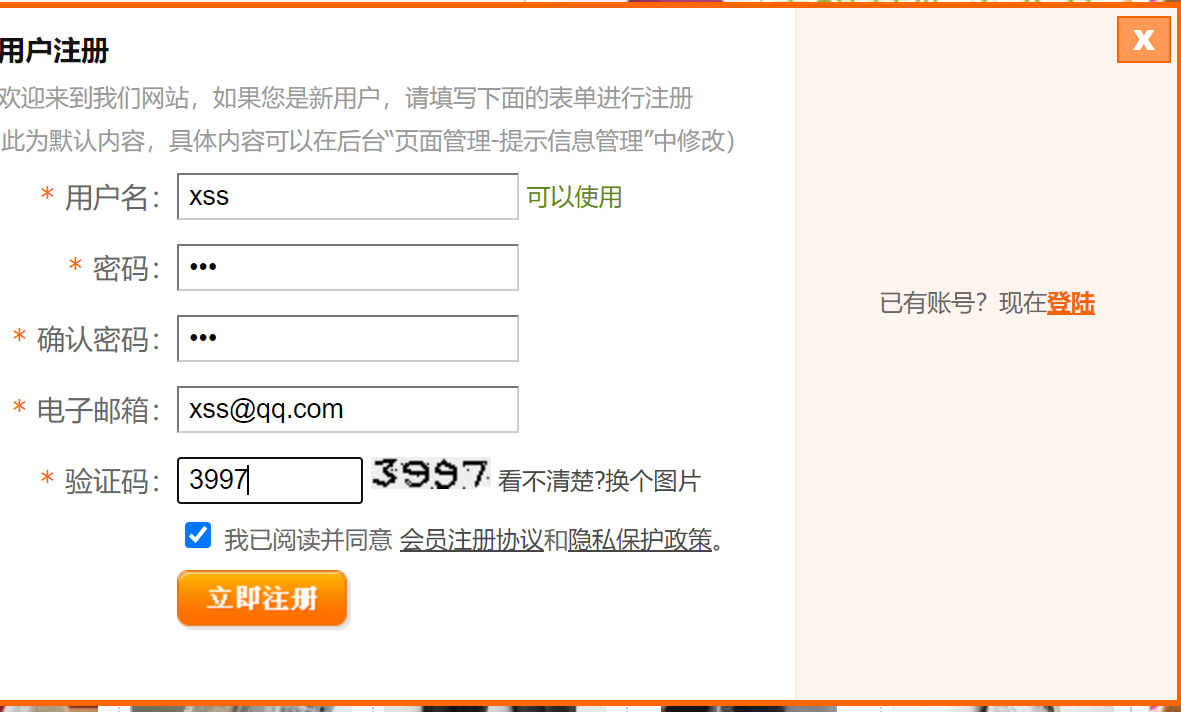 X
用户注册
欢迎来到我们网站，如果您是新用户，请填写下面的表单进行注册
此为默认内容，具体内容可以在后台“页面管理-提示信息管理”中修改）
* 用户名： xss 可以使用
* 密码： •••
* 确认密码： •••
已有账号？现在登陆
* 电子邮箱： xss@qq.com
* 验证码： 3997 3997 看不清楚?换个图片
我已阅读并同意 会员注册协议和隐私保护政策。
立即注册